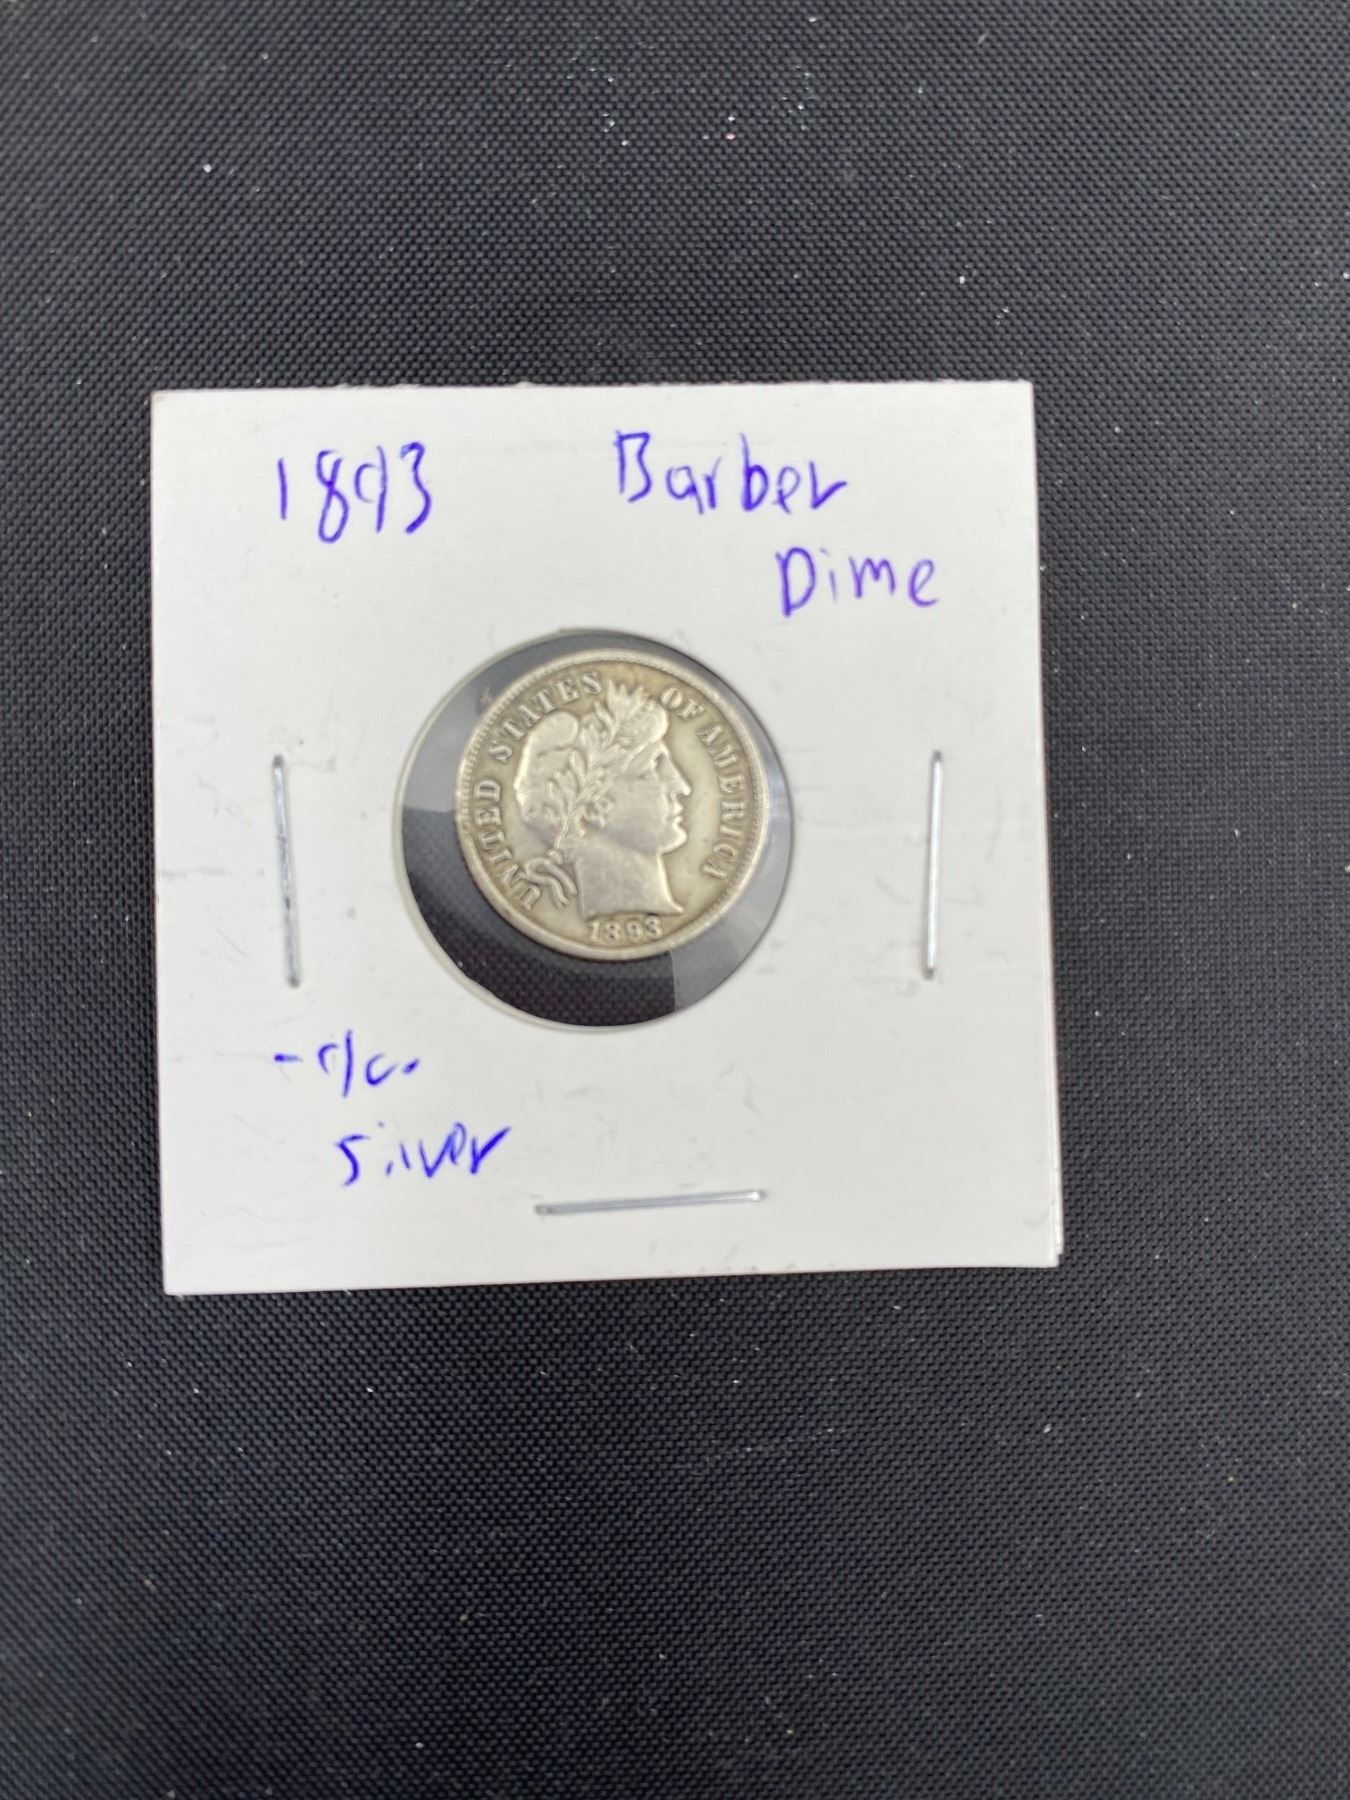 1893 Barber
Dime
UNITED STATES OF AMERICA
1893
silver